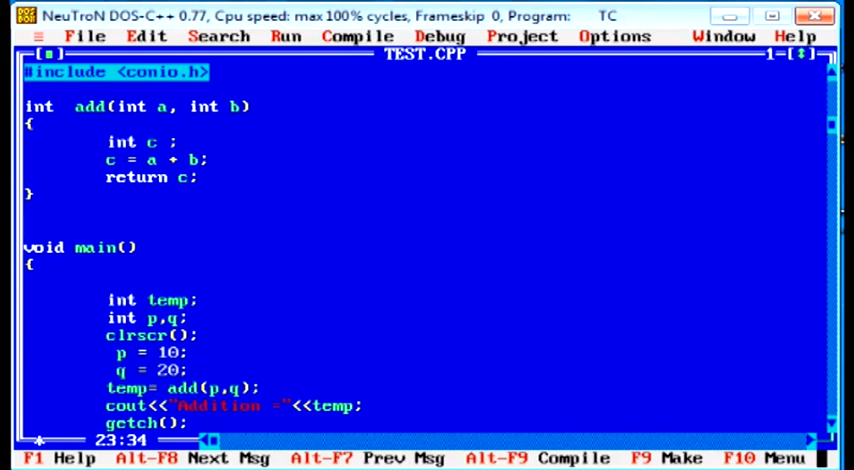 NeuTroN DOS-C++ 0.77, Cpu speed: max 100% cycles, Frameskip 0, Program: TC
≡ File Edit Search Run Compile Debug Project Options Window Help
[■] TEST.CPP 1=[↕]
#include <conio.h>
int add(int a, int b)
{
int c ;
c = a + b;
return c;
}
void main()
{
int temp;
int p,q;
clrscr();
p = 10;
q = 20;
temp= add(p,q);
cout<<"Addition ="<<temp;
getch();
* 23:34
F1 Help Alt-F8 Next Msg Alt-F7 Prev Msg Alt-F9 Compile F9 Make F10 Menu